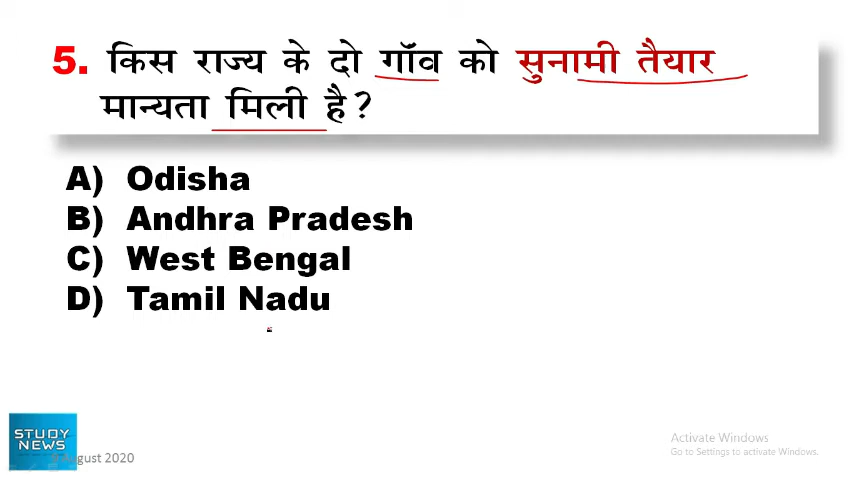 5. किस राज्य के दो गाॅव को सुनामी तैयार
मान्यता मिली है?
A) Odisha
B) Andhra Pradesh
C) West Bengal
D) Tamil Nadu
STUDY
NEWS
August 2020
Activate Windows
Go to Settings to activate Windows.